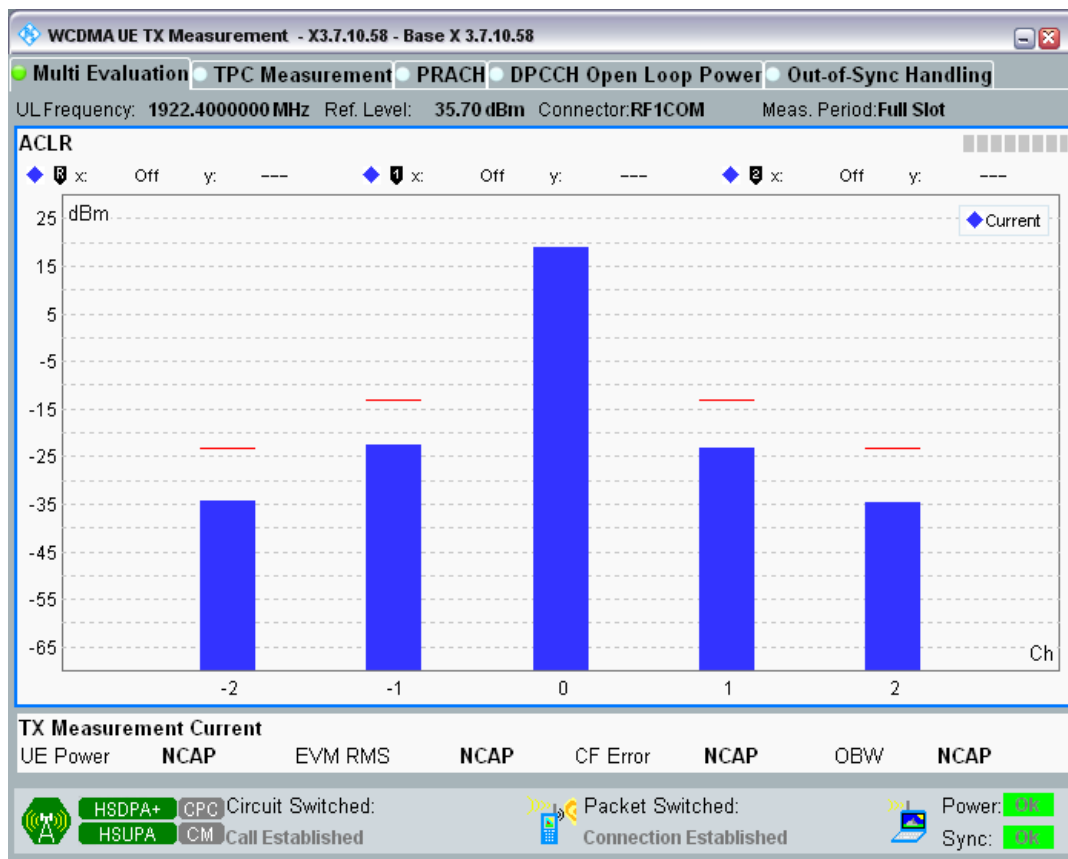 WCDMA UE TX Measurement - X3.7.10.58 - Base X 3.7.10.58
Multi Evaluation TPC Measurement PRACH DPCCH Open Loop Power Out-of-Sync Handling
UL Frequency: 1922.4000000 MHz Ref. Level: 35.70 dBm Connector:RF1COM Meas. Period:Full Slot
ACLR
R x: Off y: --- 1 x: Off y: --- 2 x: Off y: ---
dBm
Current
25
15
5
-5
-15
-25
-35
-45
-55
-65
Ch
-2 -1 0 1 2
TX Measurement Current
UE Power NCAP EVM RMS NCAP CF Error NCAP OBW NCAP
HSDPA+ CPC Circuit Switched: Packet Switched: Power: OK
HSUPA CM Call Established Connection Established Sync: OK